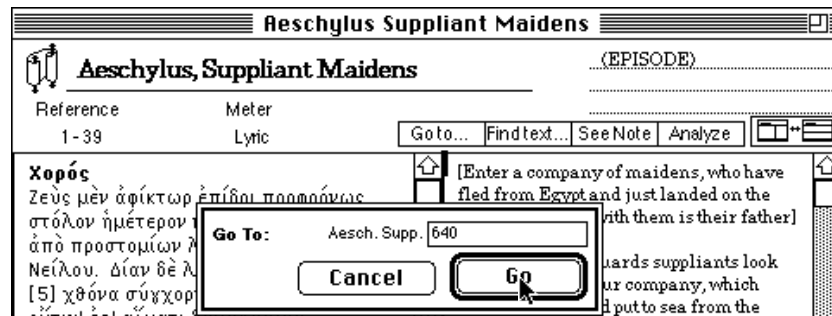 Aeschylus Suppliant Maidens
Aeschylus, Suppliant Maidens
(EPISODE)
Reference Meter
1-39 Lyric
Go to... Find text... See Note Analyze
Χορός
Ζεὺς μὲν ἀφίκτωρ ἐπίδοι προφρόνως
στόλον ἡμέτερον
ἀπὸ προστομίων
Νείλου. Δίαν δὲ
[5] χθόνα
[Enter a company of maidens, who have
fled from Egypt and just landed on the
with them is their father]
suppliants look
our company, which
put to sea from the
Go To: Aesch. Supp. 640
Cancel Go